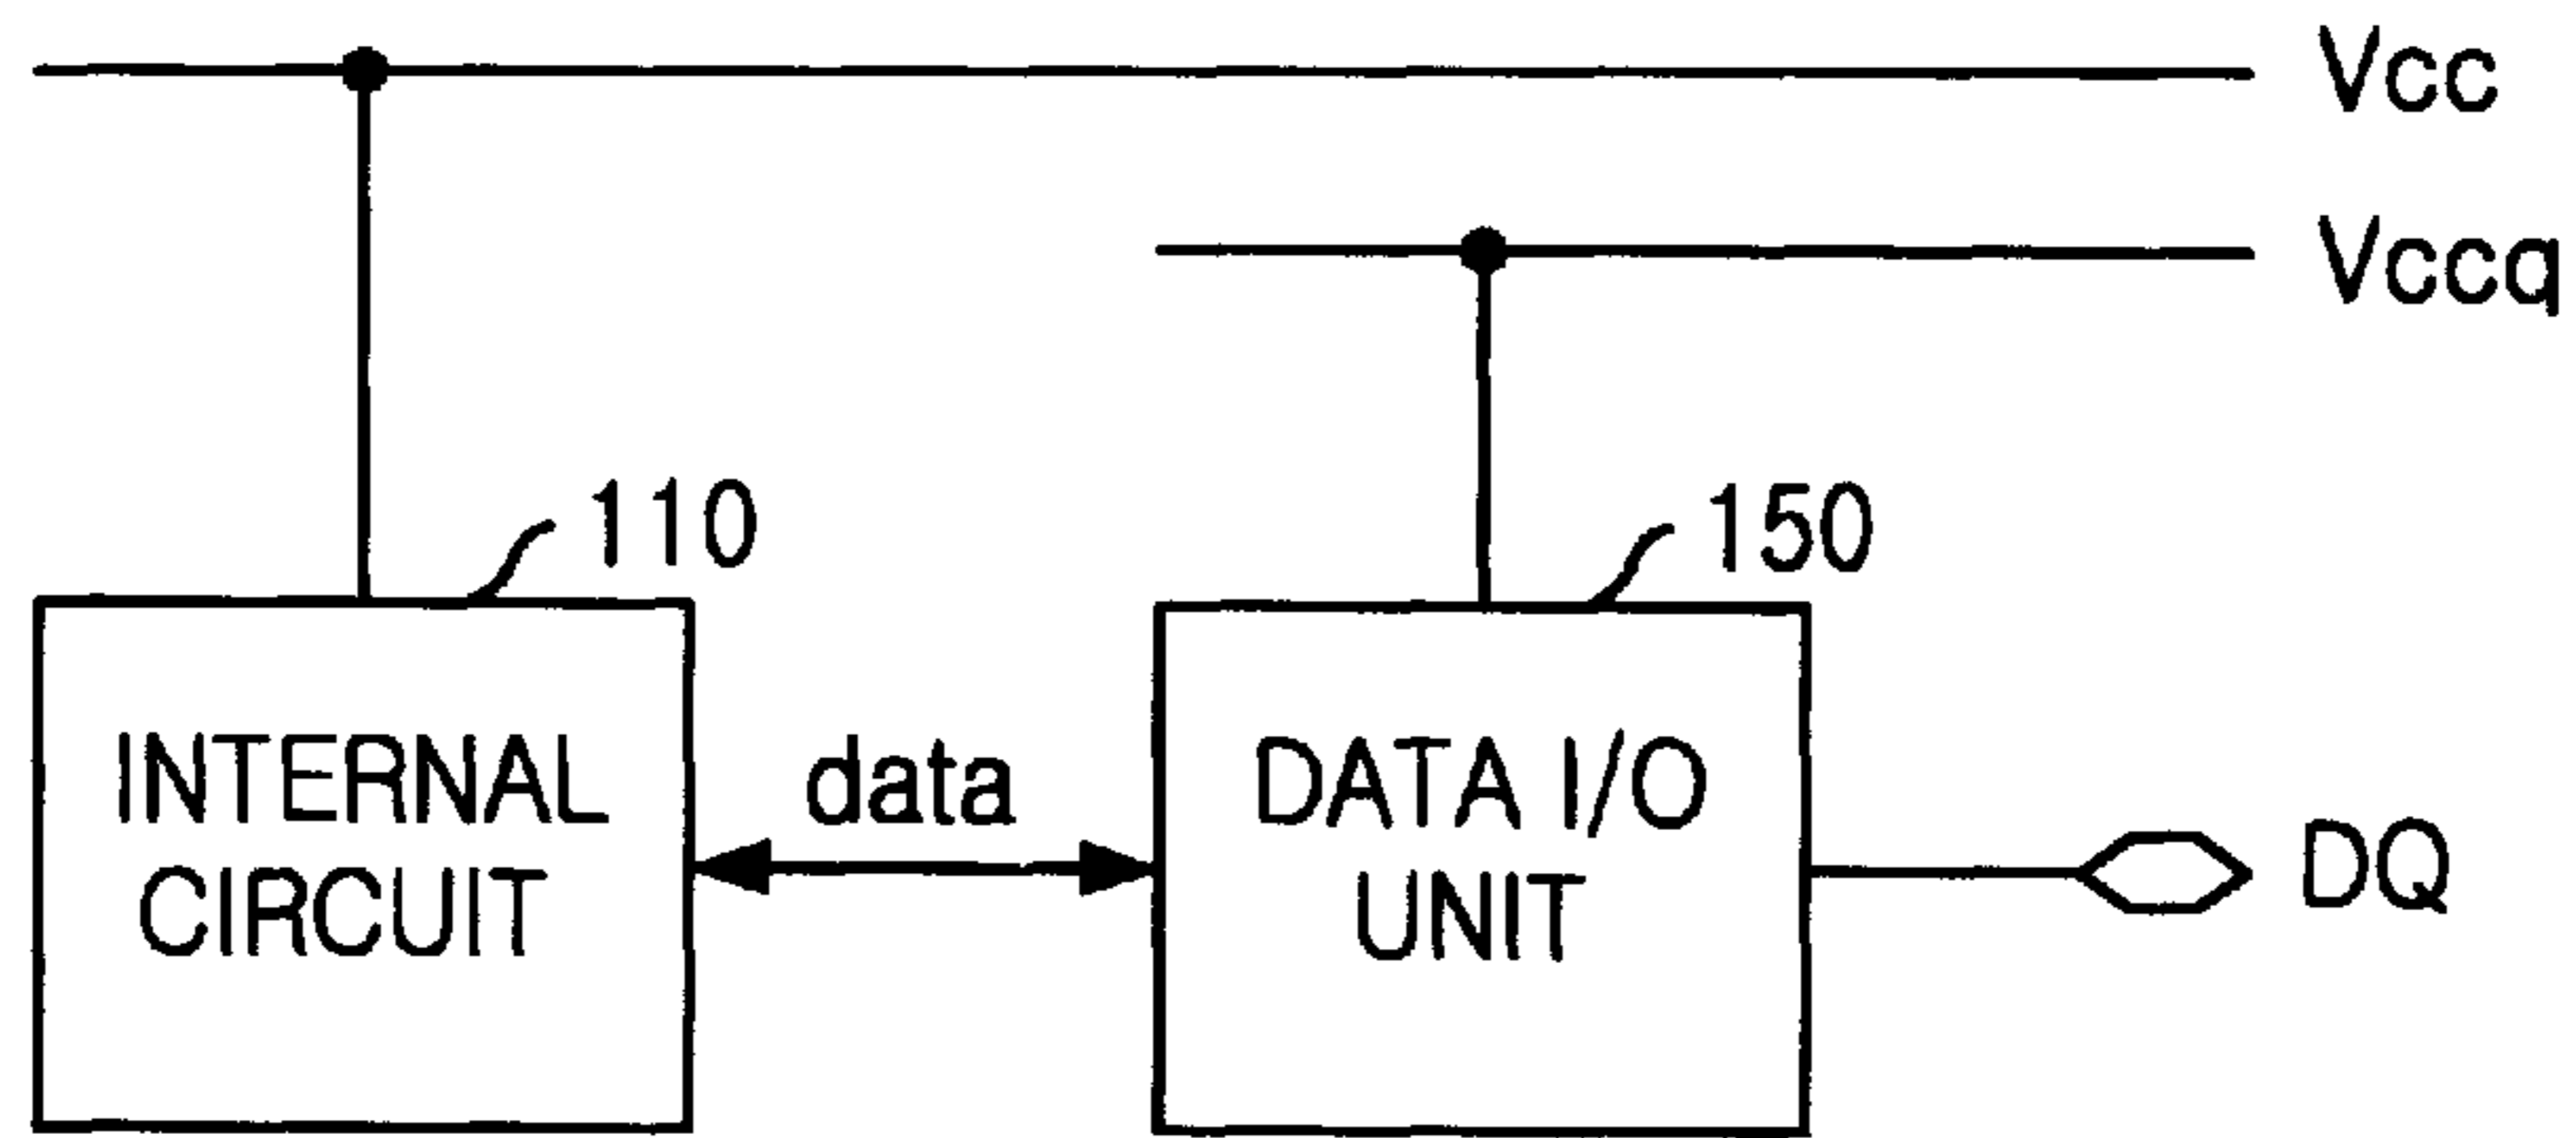 Vcc
Vccq
110
150
INTERNAL
CIRCUIT
data
DATA I/O
UNIT
DQ